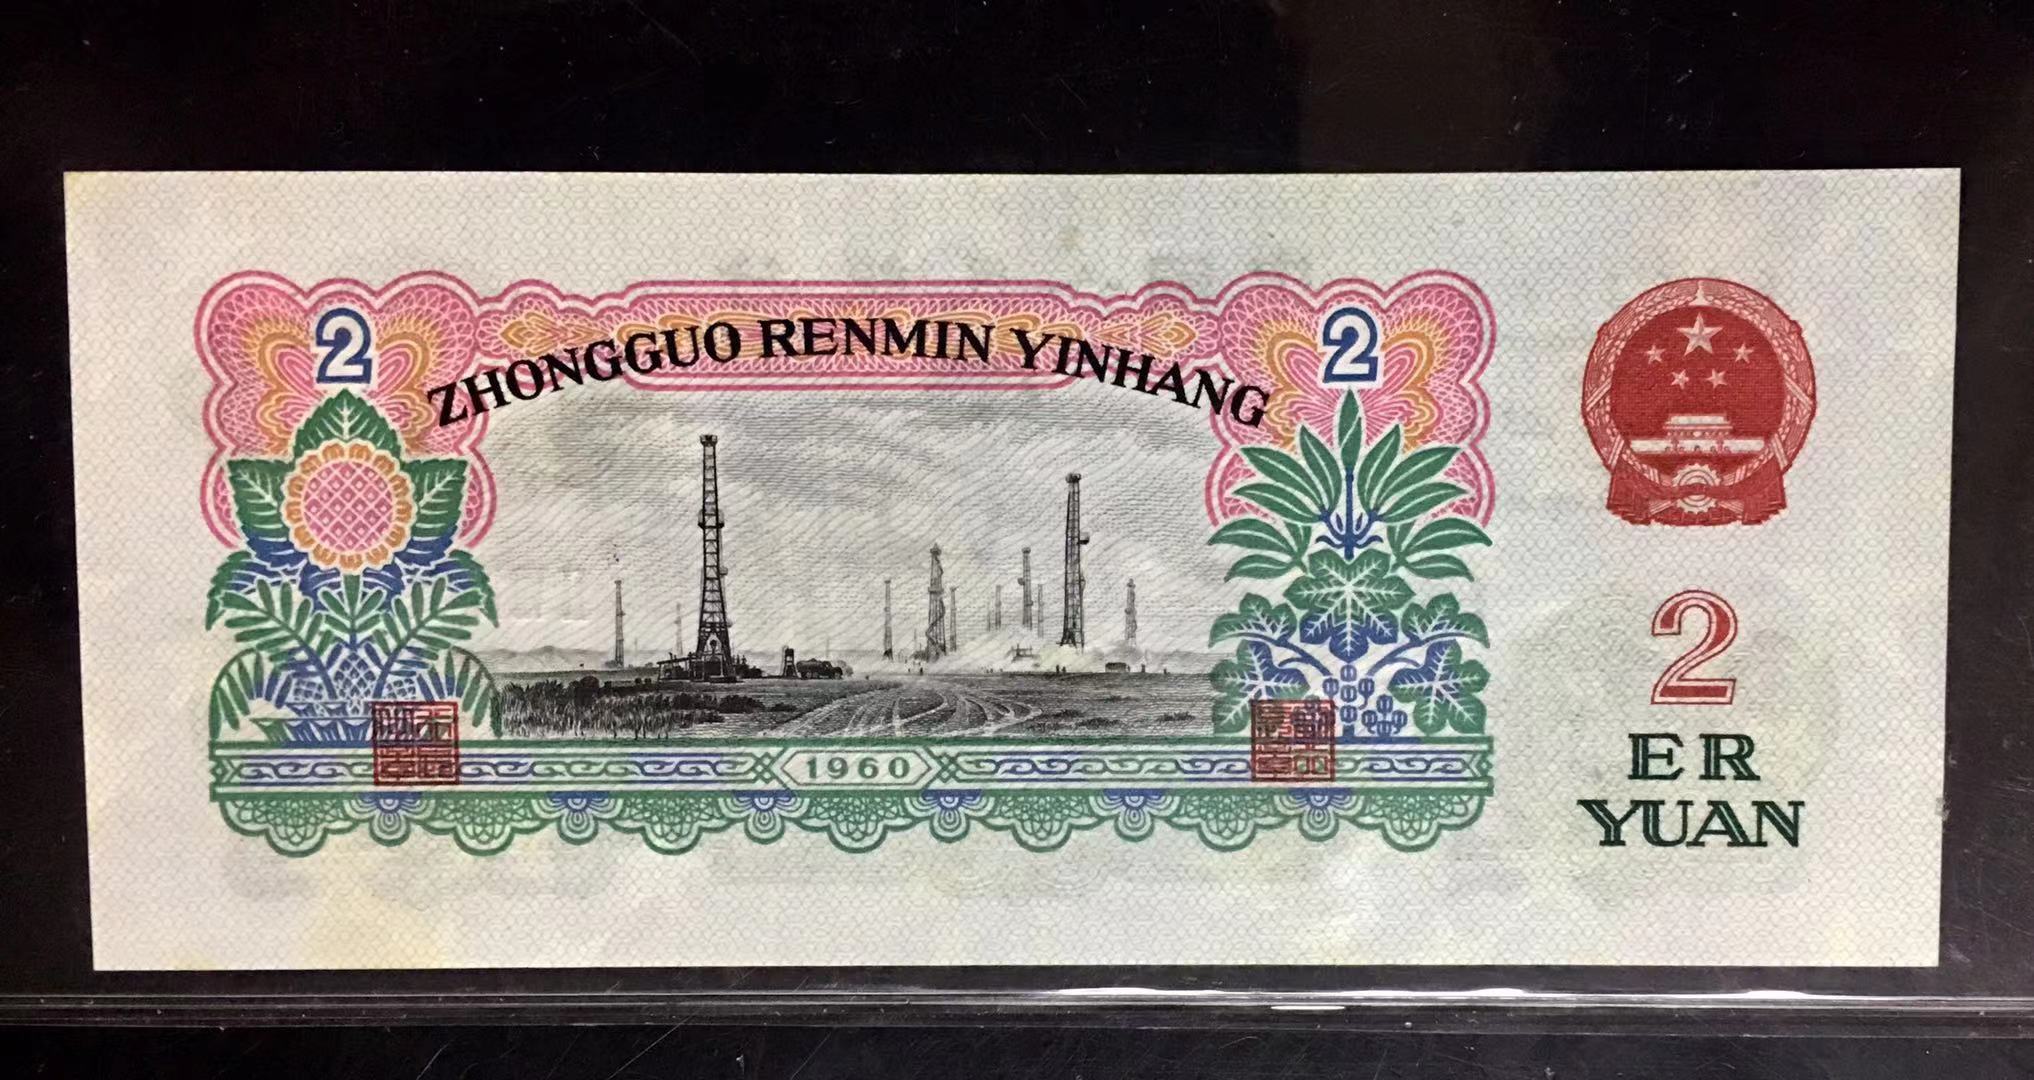 2
2
ZHONGGUO RENMIN YINHANG
1960
2
ER
YUAN